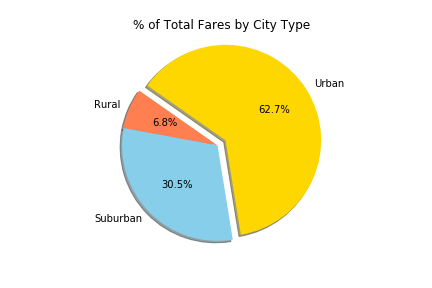 % of Total Fares by City Type
Urban
Rural
62.7%
6.8%
30.5%
Suburban